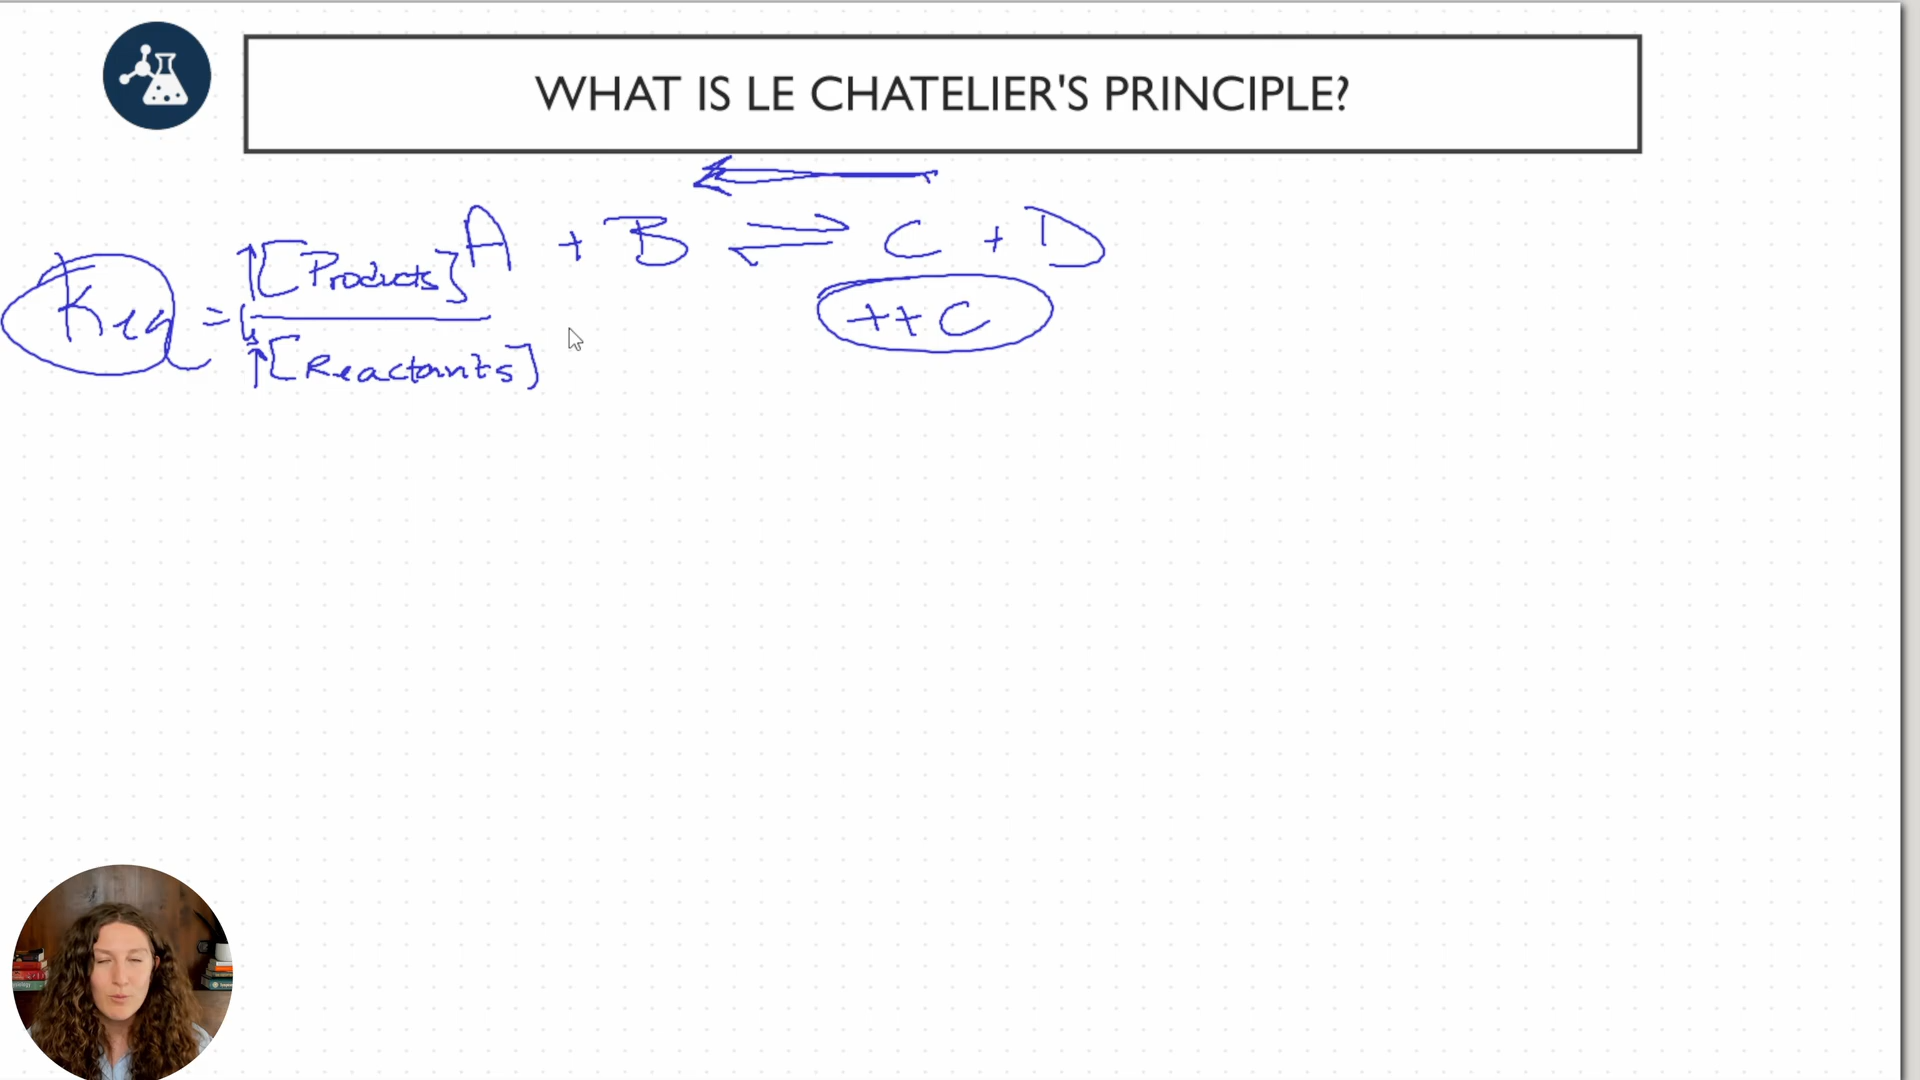 WHAT IS LE CHATELIER'S PRINCIPLE?
A + B ⇌ C + D
++ C
Keq = ↑[Products]
↑[Reactants]